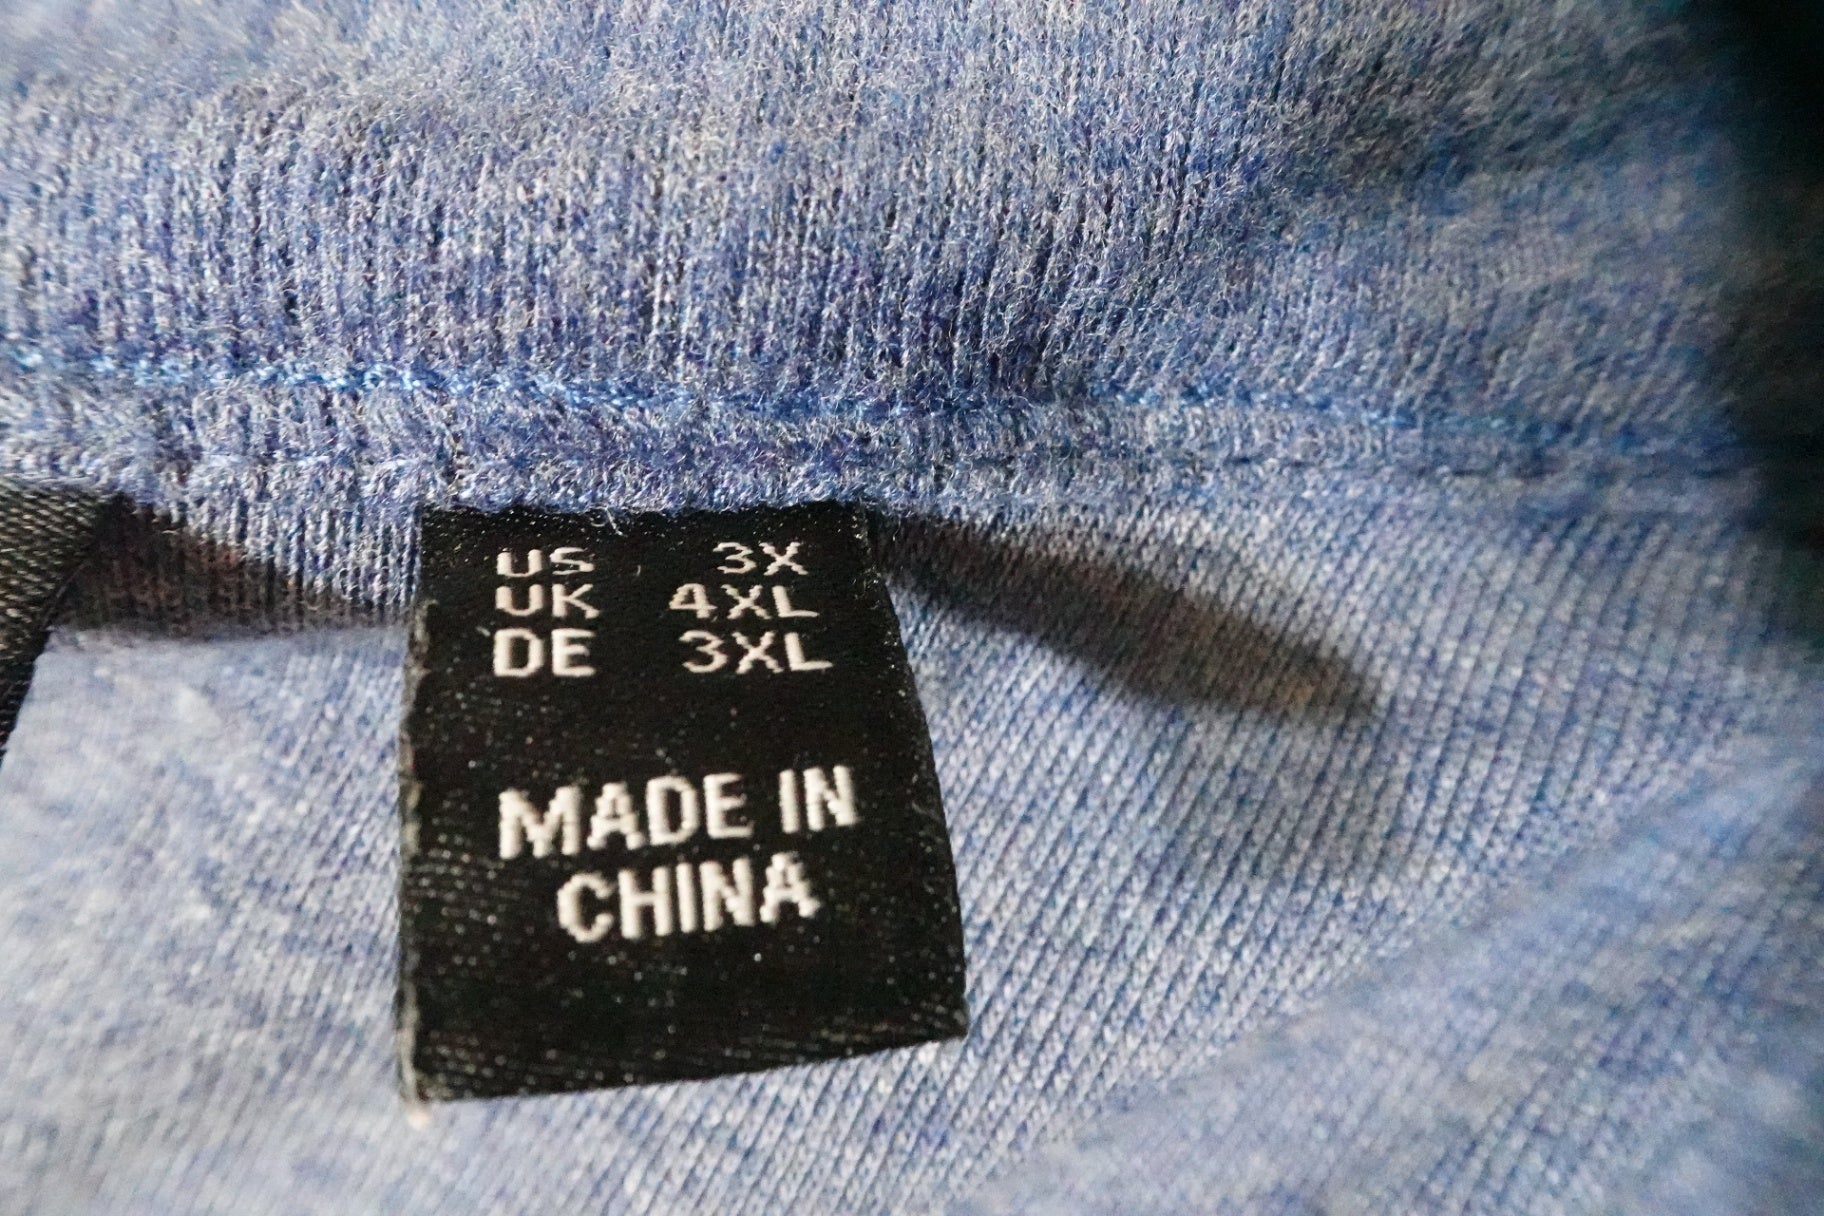 US 3X
UK 4XL
DE 3XL
MADE IN
CHINA